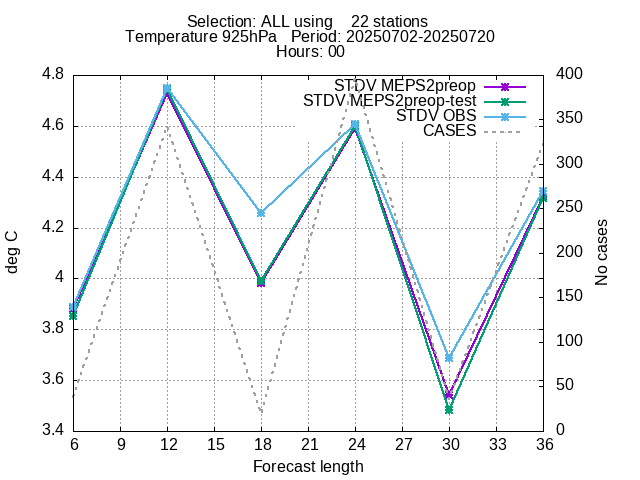 Selection: ALL using    22 stations
Temperature 925hPa   Period: 20250702-20250720
Hours: 00
4.8
4.6
4.4
4.2
4
3.8
3.6
3.4
deg C
STDV MEPS2preop
STDV MEPS2preop-test
STDV OBS
CASES
400
350
300
250
200
150
100
50
0
No cases
6 9 12 15 18 21 24 27 30 33 36
Forecast length